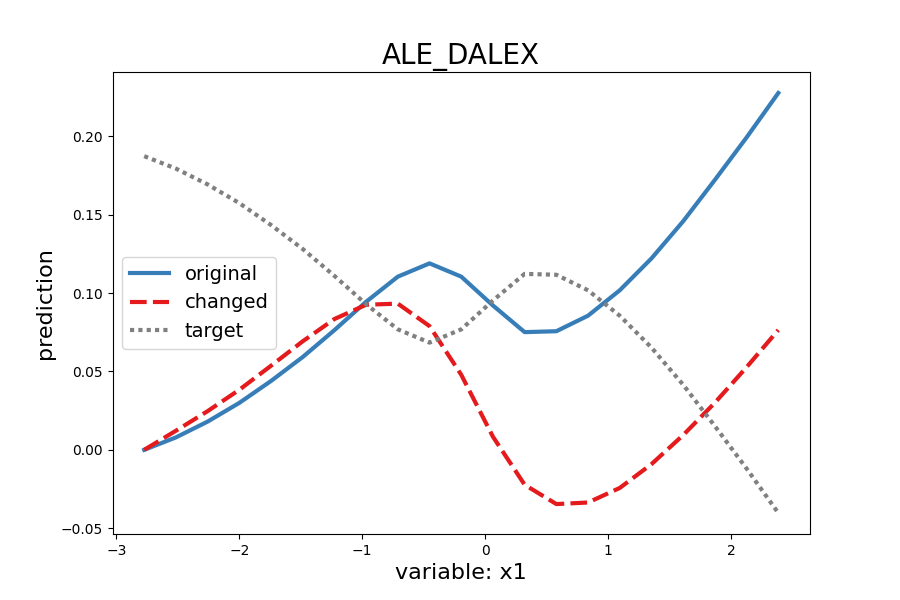 ALE_DALEX
prediction
0.20
0.15
0.10
0.05
0.00
−0.05
original
changed
target
−3
−2
−1
0
1
2
variable: x1